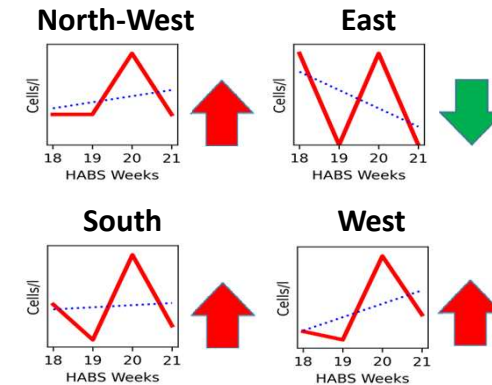 North-West
Cells/l
18 19 20 21
HABS Weeks
East
Cells/l
18 19 20 21
HABS Weeks
South
Cells/l
18 19 20 21
HABS Weeks
West
Cells/l
18 19 20 21
HABS Weeks